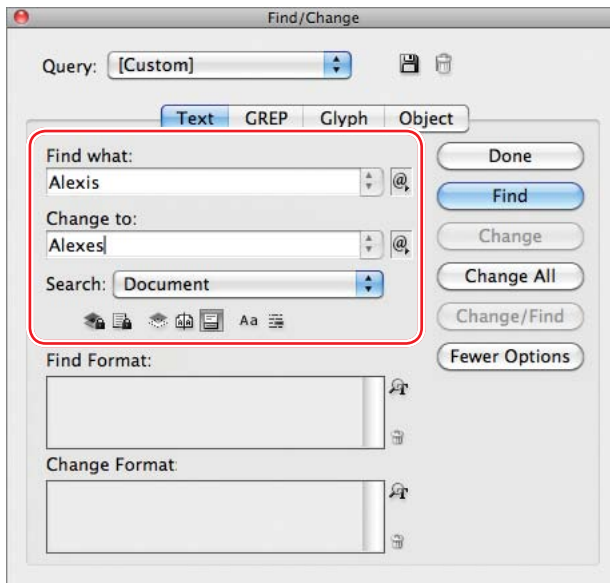 Find/Change
Query: [Custom]
Text GREP Glyph Object
Find what:
Alexis
@
Change to:
Alexes
@
Search: Document
Aa
Find Format:
Change Format:
Done
Find
Change
Change All
Change/Find
Fewer Options